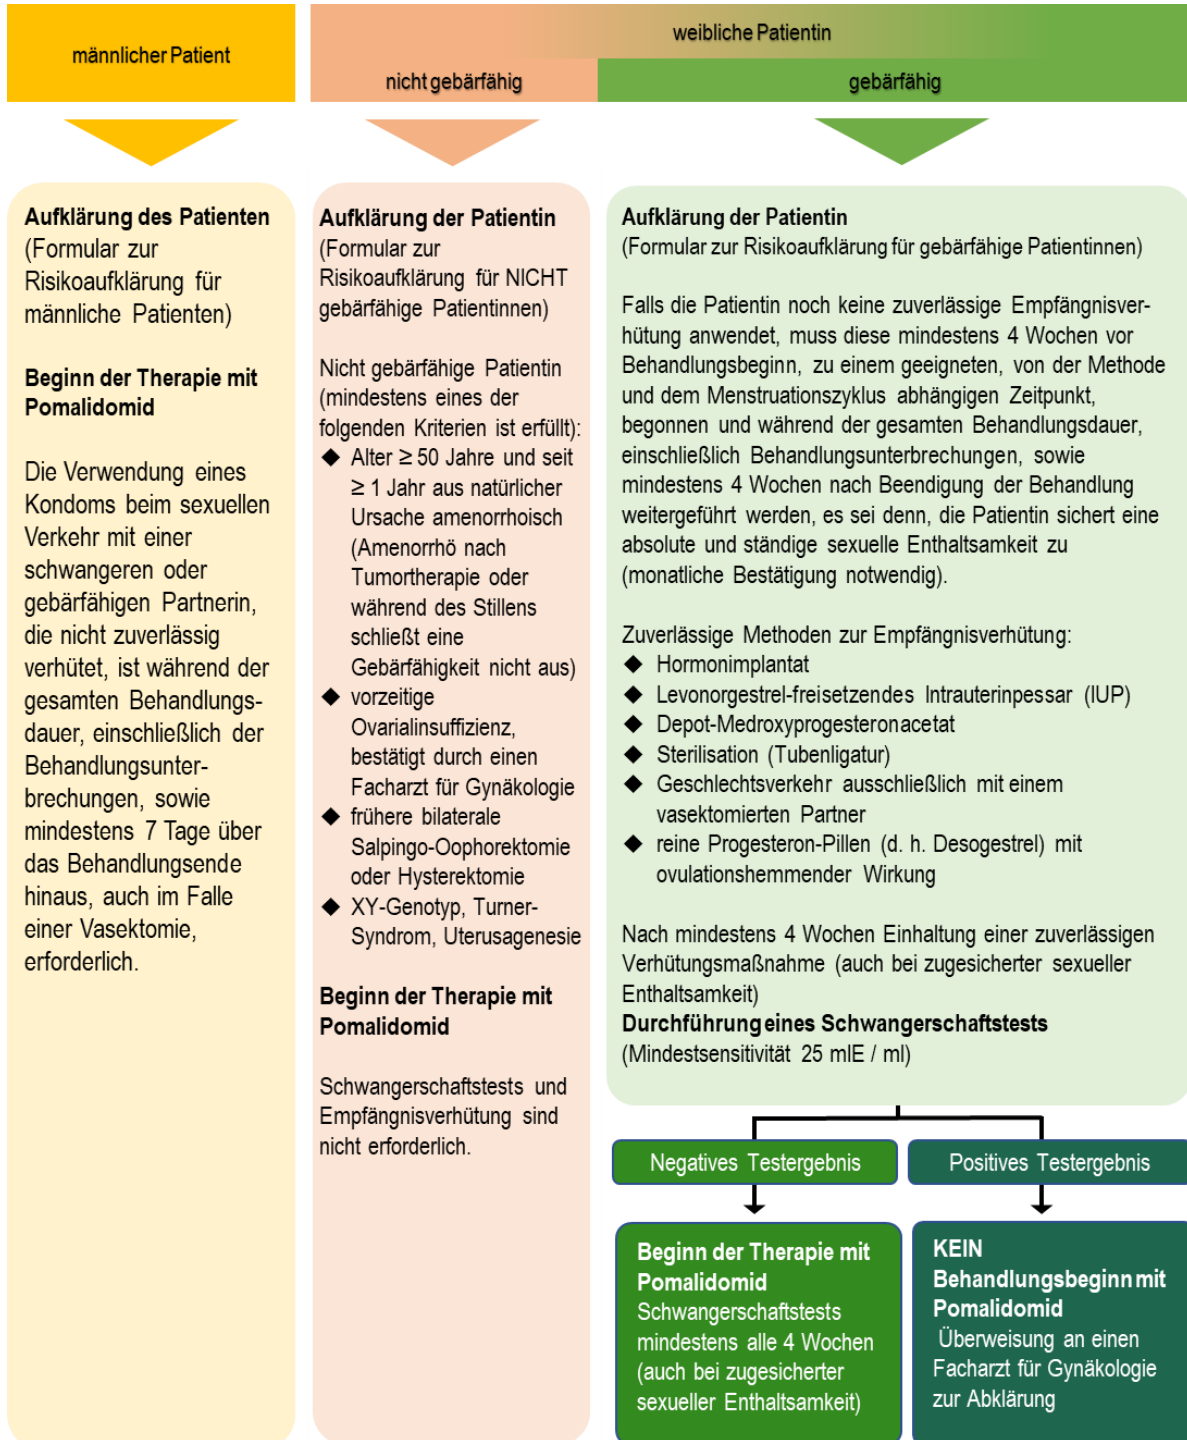 männlicher Patient
weibliche Patientin
nicht gebärfähig
gebärfähig
Aufklärung des Patienten
(Formular zur
Risikoaufklärung für
männliche Patienten)
Beginn der Therapie mit
Pomalidomid
Die Verwendung eines
Kondoms beim sexuellen
Verkehr mit einer
schwangeren oder
gebärfähigen Partnerin,
die nicht zuverlässig
verhütet, ist während der
gesamten Behandlungs-
dauer, einschließlich der
Behandlungsunter-
brechungen, sowie
mindestens 7 Tage über
das Behandlungsende
hinaus, auch im Falle
einer Vasektomie,
erforderlich.
Aufklärung der Patientin
(Formular zur
Risikoaufklärung für NICHT
gebärfähige Patientinnen)
Nicht gebärfähige Patientin
(mindestens eines der
folgenden Kriterien ist erfüllt):
◆ Alter ≥ 50 Jahre und seit
≥ 1 Jahr aus natürlicher
Ursache amenorrhoisch
(Amenorrhö nach
Tumortherapie oder
während des Stillens
schließt eine
Gebärfähigkeit nicht aus)
◆ vorzeitige
Ovarialinsuffizienz,
bestätigt durch einen
Facharzt für Gynäkologie
◆ frühere bilaterale
Salpingo-Oophorektomie
oder Hysterektomie
◆ XY-Genotyp, Turner-
Syndrom, Uterusagenesie
Beginn der Therapie mit
Pomalidomid
Schwangerschaftstests und
Empfängnisverhütung sind
nicht erforderlich.
Aufklärung der Patientin
(Formular zur Risikoaufklärung für gebärfähige Patientinnen)
Falls die Patientin noch keine zuverlässige Empfängnisver-
hütung anwendet, muss diese mindestens 4 Wochen vor
Behandlungsbeginn, zu einem geeigneten, von der Methode
und dem Menstruationszyklus abhängigen Zeitpunkt,
begonnen und während der gesamten Behandlungsdauer,
einschließlich Behandlungsunterbrechungen, sowie
mindestens 4 Wochen nach Beendigung der Behandlung
weitergeführt werden, es sei denn, die Patientin sichert eine
absolute und ständige sexuelle Enthaltsamkeit zu
(monatliche Bestätigung notwendig).
Zuverlässige Methoden zur Empfängnisverhütung:
◆ Hormonimplantat
◆ Levonorgestrel-freisetzendes Intrauterinpessar (IUP)
◆ Depot-Medroxyprogesteronacetat
◆ Sterilisation (Tubenligatur)
◆ Geschlechtsverkehr ausschließlich mit einem
vasektomierten Partner
◆ reine Progesteron-Pillen (d. h. Desogestrel) mit
ovulationshemmender Wirkung
Nach mindestens 4 Wochen Einhaltung einer zuverlässigen
Verhütungsmaßnahme (auch bei zugesicherter sexueller
Enthaltsamkeit)
Durchführung eines Schwangerschaftstests
(Mindestsensitivität 25 mIE / ml)
Negatives Testergebnis
Positives Testergebnis
Beginn der Therapie mit
Pomalidomid
Schwangerschaftstests
mindestens alle 4 Wochen
(auch bei zugesicherter
sexueller Enthaltsamkeit)
KEIN
Behandlungsbeginn mit
Pomalidomid
Überweisung an einen
Facharzt für Gynäkologie
zur Abklärung